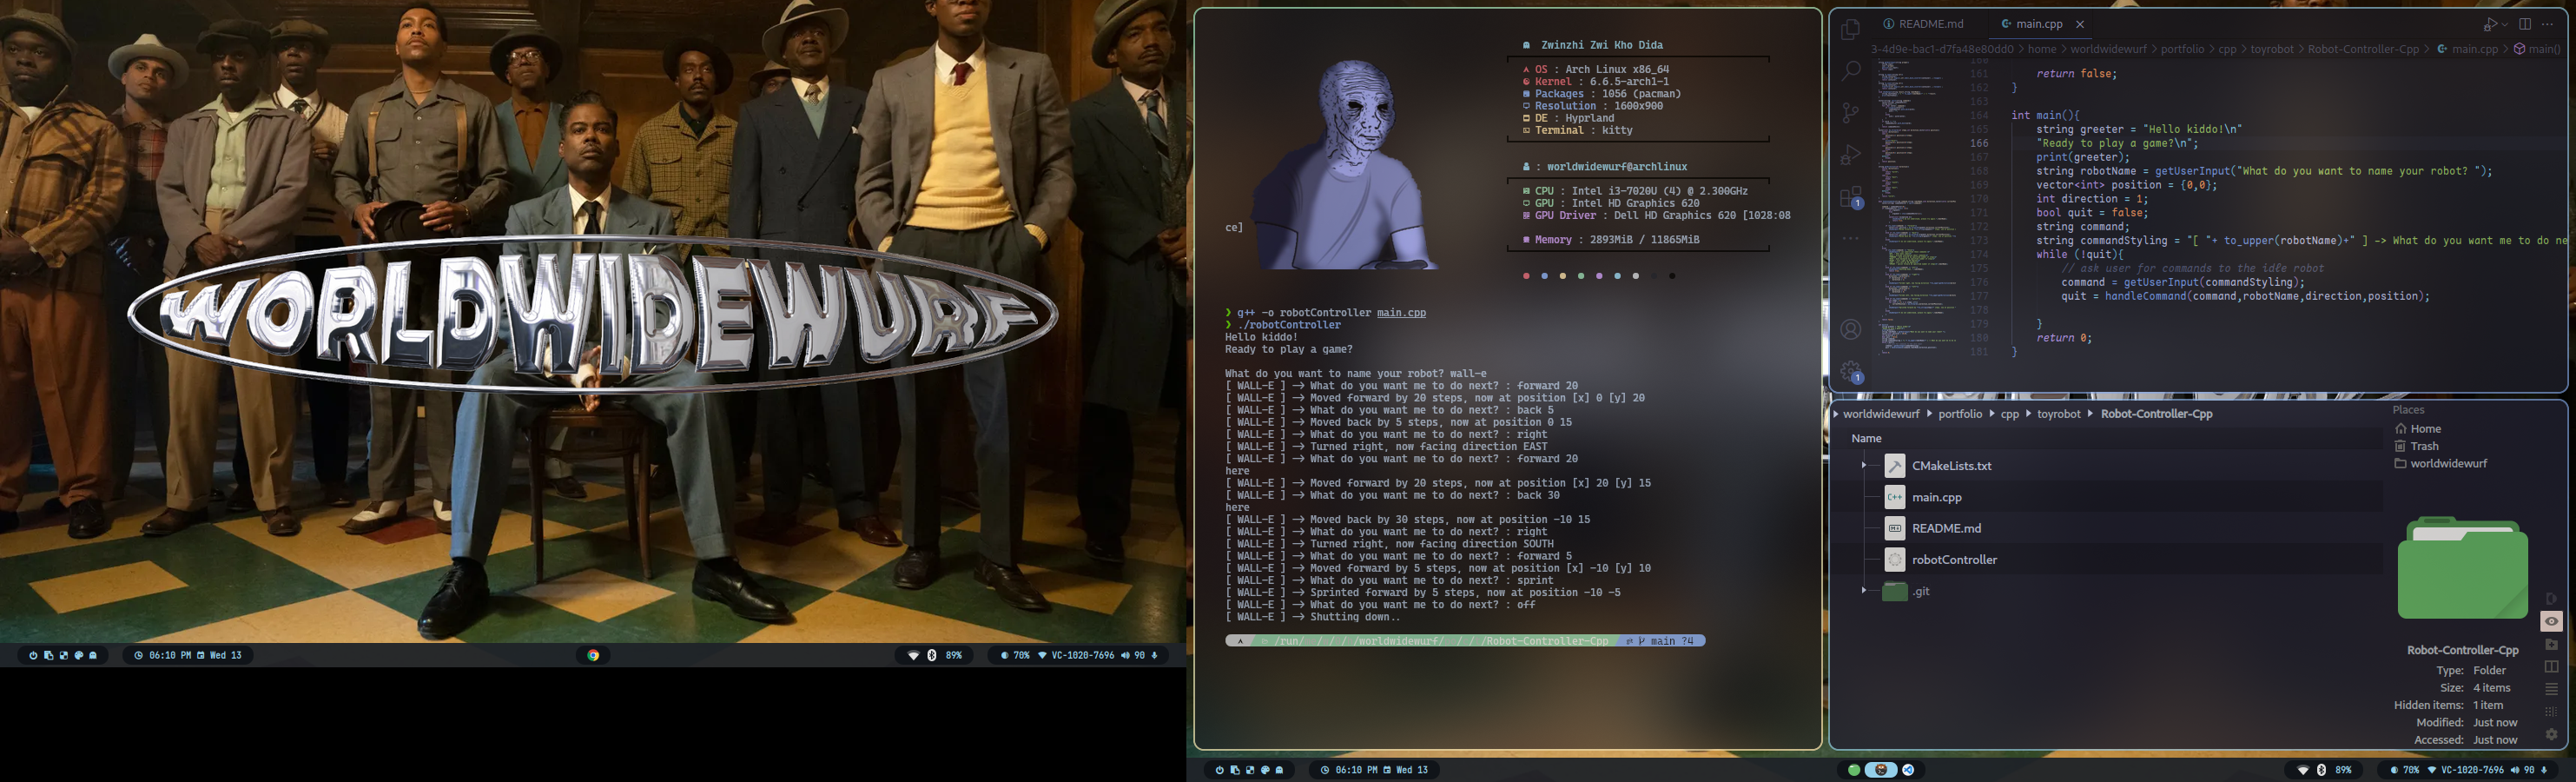 WORLDWIDEWURF
06:10 PM Wed 13
89%
70% VC-1020-7696 90
Zwinzhi Zwi Kho Dida
OS : Arch Linux x86_64
Kernel : 6.6.5-arch1-1
Packages : 1056 (pacman)
Resolution : 1600x900
DE : Hyprland
Terminal : kitty
: worldwidewurf@archlinux
CPU : Intel i3-7020U (4) @ 2.300GHz
GPU : Intel HD Graphics 620
GPU Driver : Dell HD Graphics 620 [1028:08
ce]
Memory : 2893MiB / 11865MiB
❯ g++ -o robotController main.cpp
❯ ./robotController
Hello kiddo!
Ready to play a game?
What do you want to name your robot? wall-e
[ WALL-E ] -> What do you want me to do next? : forward 20
[ WALL-E ] -> Moved forward by 20 steps, now at position [x] 0 [y] 20
[ WALL-E ] -> What do you want me to do next? : back 5
[ WALL-E ] -> Moved back by 5 steps, now at position 0 15
[ WALL-E ] -> What do you want me to do next? : right
[ WALL-E ] -> Turned right, now facing direction EAST
[ WALL-E ] -> What do you want me to do next? : forward 20
here
[ WALL-E ] -> Moved forward by 20 steps, now at position [x] 20 [y] 15
[ WALL-E ] -> What do you want me to do next? : back 30
here
[ WALL-E ] -> Moved back by 30 steps, now at position -10 15
[ WALL-E ] -> What do you want me to do next? : right
[ WALL-E ] -> Turned right, now facing direction SOUTH
[ WALL-E ] -> What do you want me to do next? : forward 5
[ WALL-E ] -> Moved forward by 5 steps, now at position [x] -10 [y] 10
[ WALL-E ] -> What do you want me to do next? : sprint
[ WALL-E ] -> Sprinted forward by 5 steps, now at position -10 -5
[ WALL-E ] -> What do you want me to do next? : off
[ WALL-E ] -> Shutting down..
/run/ / / / /worldwidewurf/ / / /Robot-Controller-Cpp main ?4
06:10 PM Wed 13
README.md
main.cpp
3-4d9e-bac1-d7fa48e80dd0 > home > worldwidewurf > portfolio > cpp > toyrobot > Robot-Controller-Cpp > main.cpp > main()
160
161 return false;
162 }
163
164 int main(){
165 string greeter = "Hello kiddo!\n"
166 "Ready to play a game?\n";
167 print(greeter);
168 string robotName = getUserInput("What do you want to name your robot? ");
169 vector<int> position = {0,0};
170 int direction = 1;
171 bool quit = false;
172 string command;
173 string commandStyling = "[ "+ to_upper(robotName)+" ] -> What do you want me to do ne
174 while (!quit){
175 // ask user for commands to the idle robot
176 command = getUserInput(commandStyling);
177 quit = handleCommand(command,robotName,direction,position);
178
179 }
180 return 0;
181 }
1
1
worldwidewurf portfolio cpp toyrobot Robot-Controller-Cpp
Name
CMakeLists.txt
main.cpp
README.md
robotController
.git
Places
Home
Trash
worldwidewurf
Robot-Controller-Cpp
Type: Folder
Size: 4 items
Hidden items: 1 item
Modified: Just now
Accessed: Just now
89%
70% VC-1020-7696 90